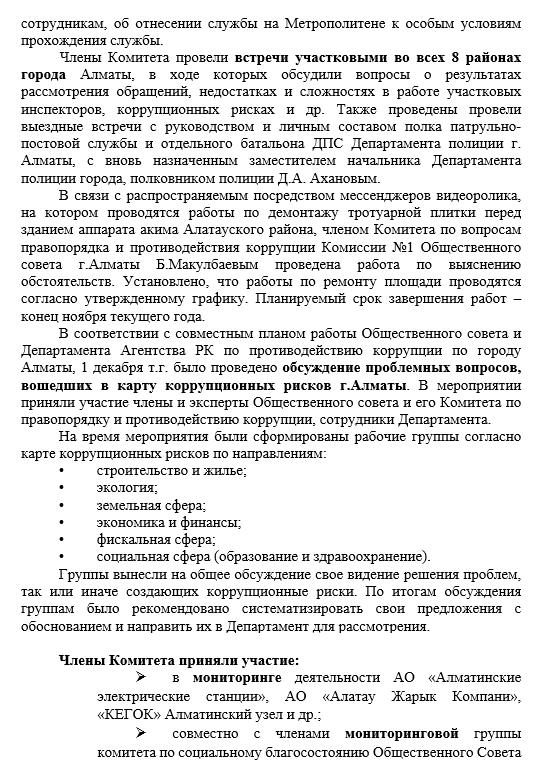 сотрудникам, об отнесении службы на Метрополитене к особым условиям
прохождения службы.
Члены Комитета провели встречи участковыми во всех 8 районах
города Алматы, в ходе которых обсудили вопросы о результатах
рассмотрения обращений, недостатках и сложностях в работе участковых
инспекторов, коррупционных рисках и др. Также проведены провели
выездные встречи с руководством и личным составом полка патрульно-
постовой службы и отдельного батальона ДПС Департамента полиции г.
Алматы, с вновь назначенным заместителем начальника Департамента
полиции города, полковником полиции Д.А. Ахановым.
В связи с распространяемым посредством мессенджеров видеоролика,
на котором проводятся работы по демонтажу тротуарной плитки перед
зданием аппарата акима Алатауского района, членом Комитета по вопросам
правопорядка и противодействия коррупции Комиссии №1 Общественного
совета г.Алматы Б.Макулбаевым проведена работа по выяснению
обстоятельств. Установлено, что работы по ремонту площади проводятся
согласно утвержденному графику. Планируемый срок завершения работ –
конец ноября текущего года.
В соответствии с совместным планом работы Общественного совета и
Департамента Агентства РК по противодействию коррупции по городу
Алматы, 1 декабря т.г. было проведено обсуждение проблемных вопросов,
вошедших в карту коррупционных рисков г.Алматы. В мероприятии
приняли участие члены и эксперты Общественного совета и его Комитета по
правопорядку и противодействию коррупции, сотрудники Департамента.
На время мероприятия были сформированы рабочие группы согласно
карте коррупционных рисков по направлениям:
• строительство и жилье;
• экология;
• земельная сфера;
• экономика и финансы;
• фискальная сфера;
• социальная сфера (образование и здравоохранение).
Группы вынесли на общее обсуждение свое видение решения проблем,
так или иначе создающих коррупционные риски. По итогам обсуждения
группам было рекомендовано систематизировать свои предложения с
обоснованием и направить их в Департамент для рассмотрения.
Члены Комитета приняли участие:
➢ в мониторинге деятельности АО «Алматинские
электрические станции», АО «Алатау Жарык Компани»,
«КЕГОК» Алматинский узел и др.;
➢ совместно с членами мониторинговой группы
комитета по социальному благосостоянию Общественного Совета